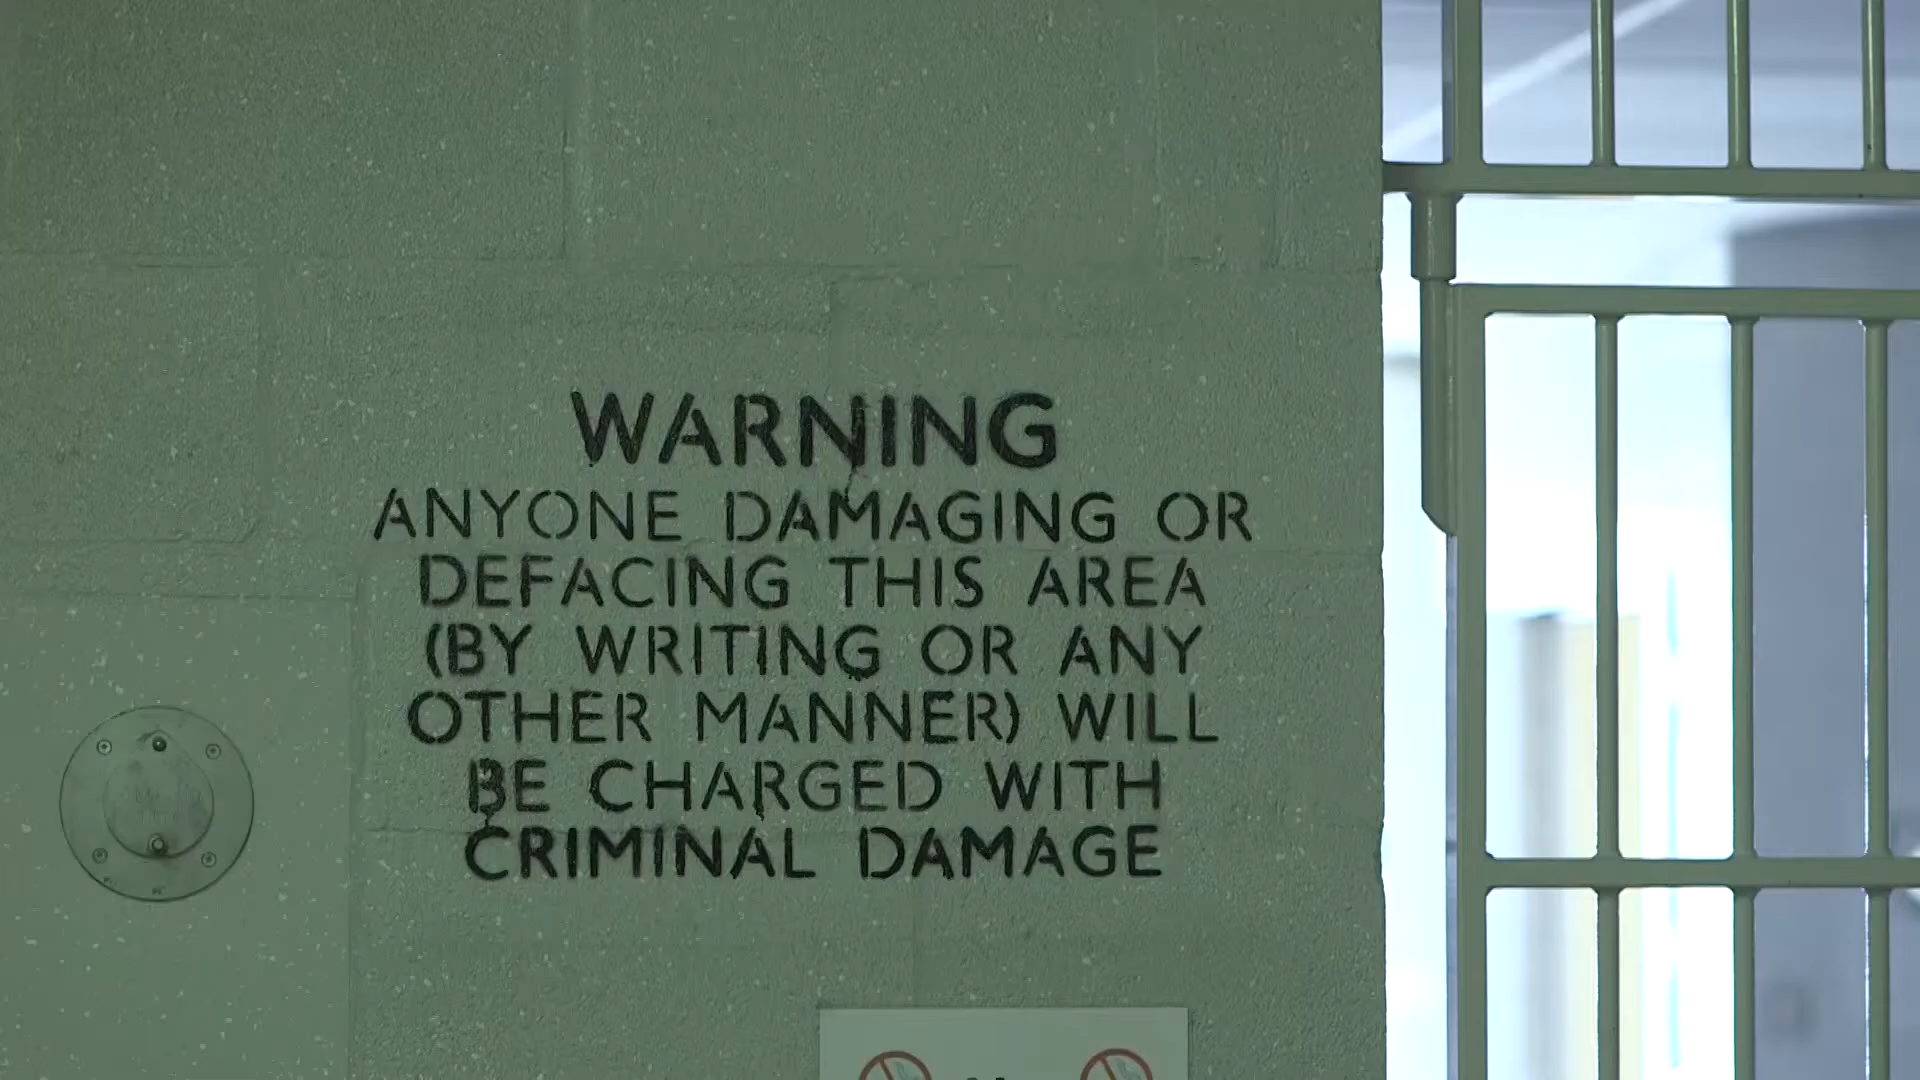 WARNING
ANYONE DAMAGING OR
DEFACING THIS AREA
(BY WRITING OR ANY
OTHER MANNER) WILL
BE CHARGED WITH
CRIMINAL DAMAGE